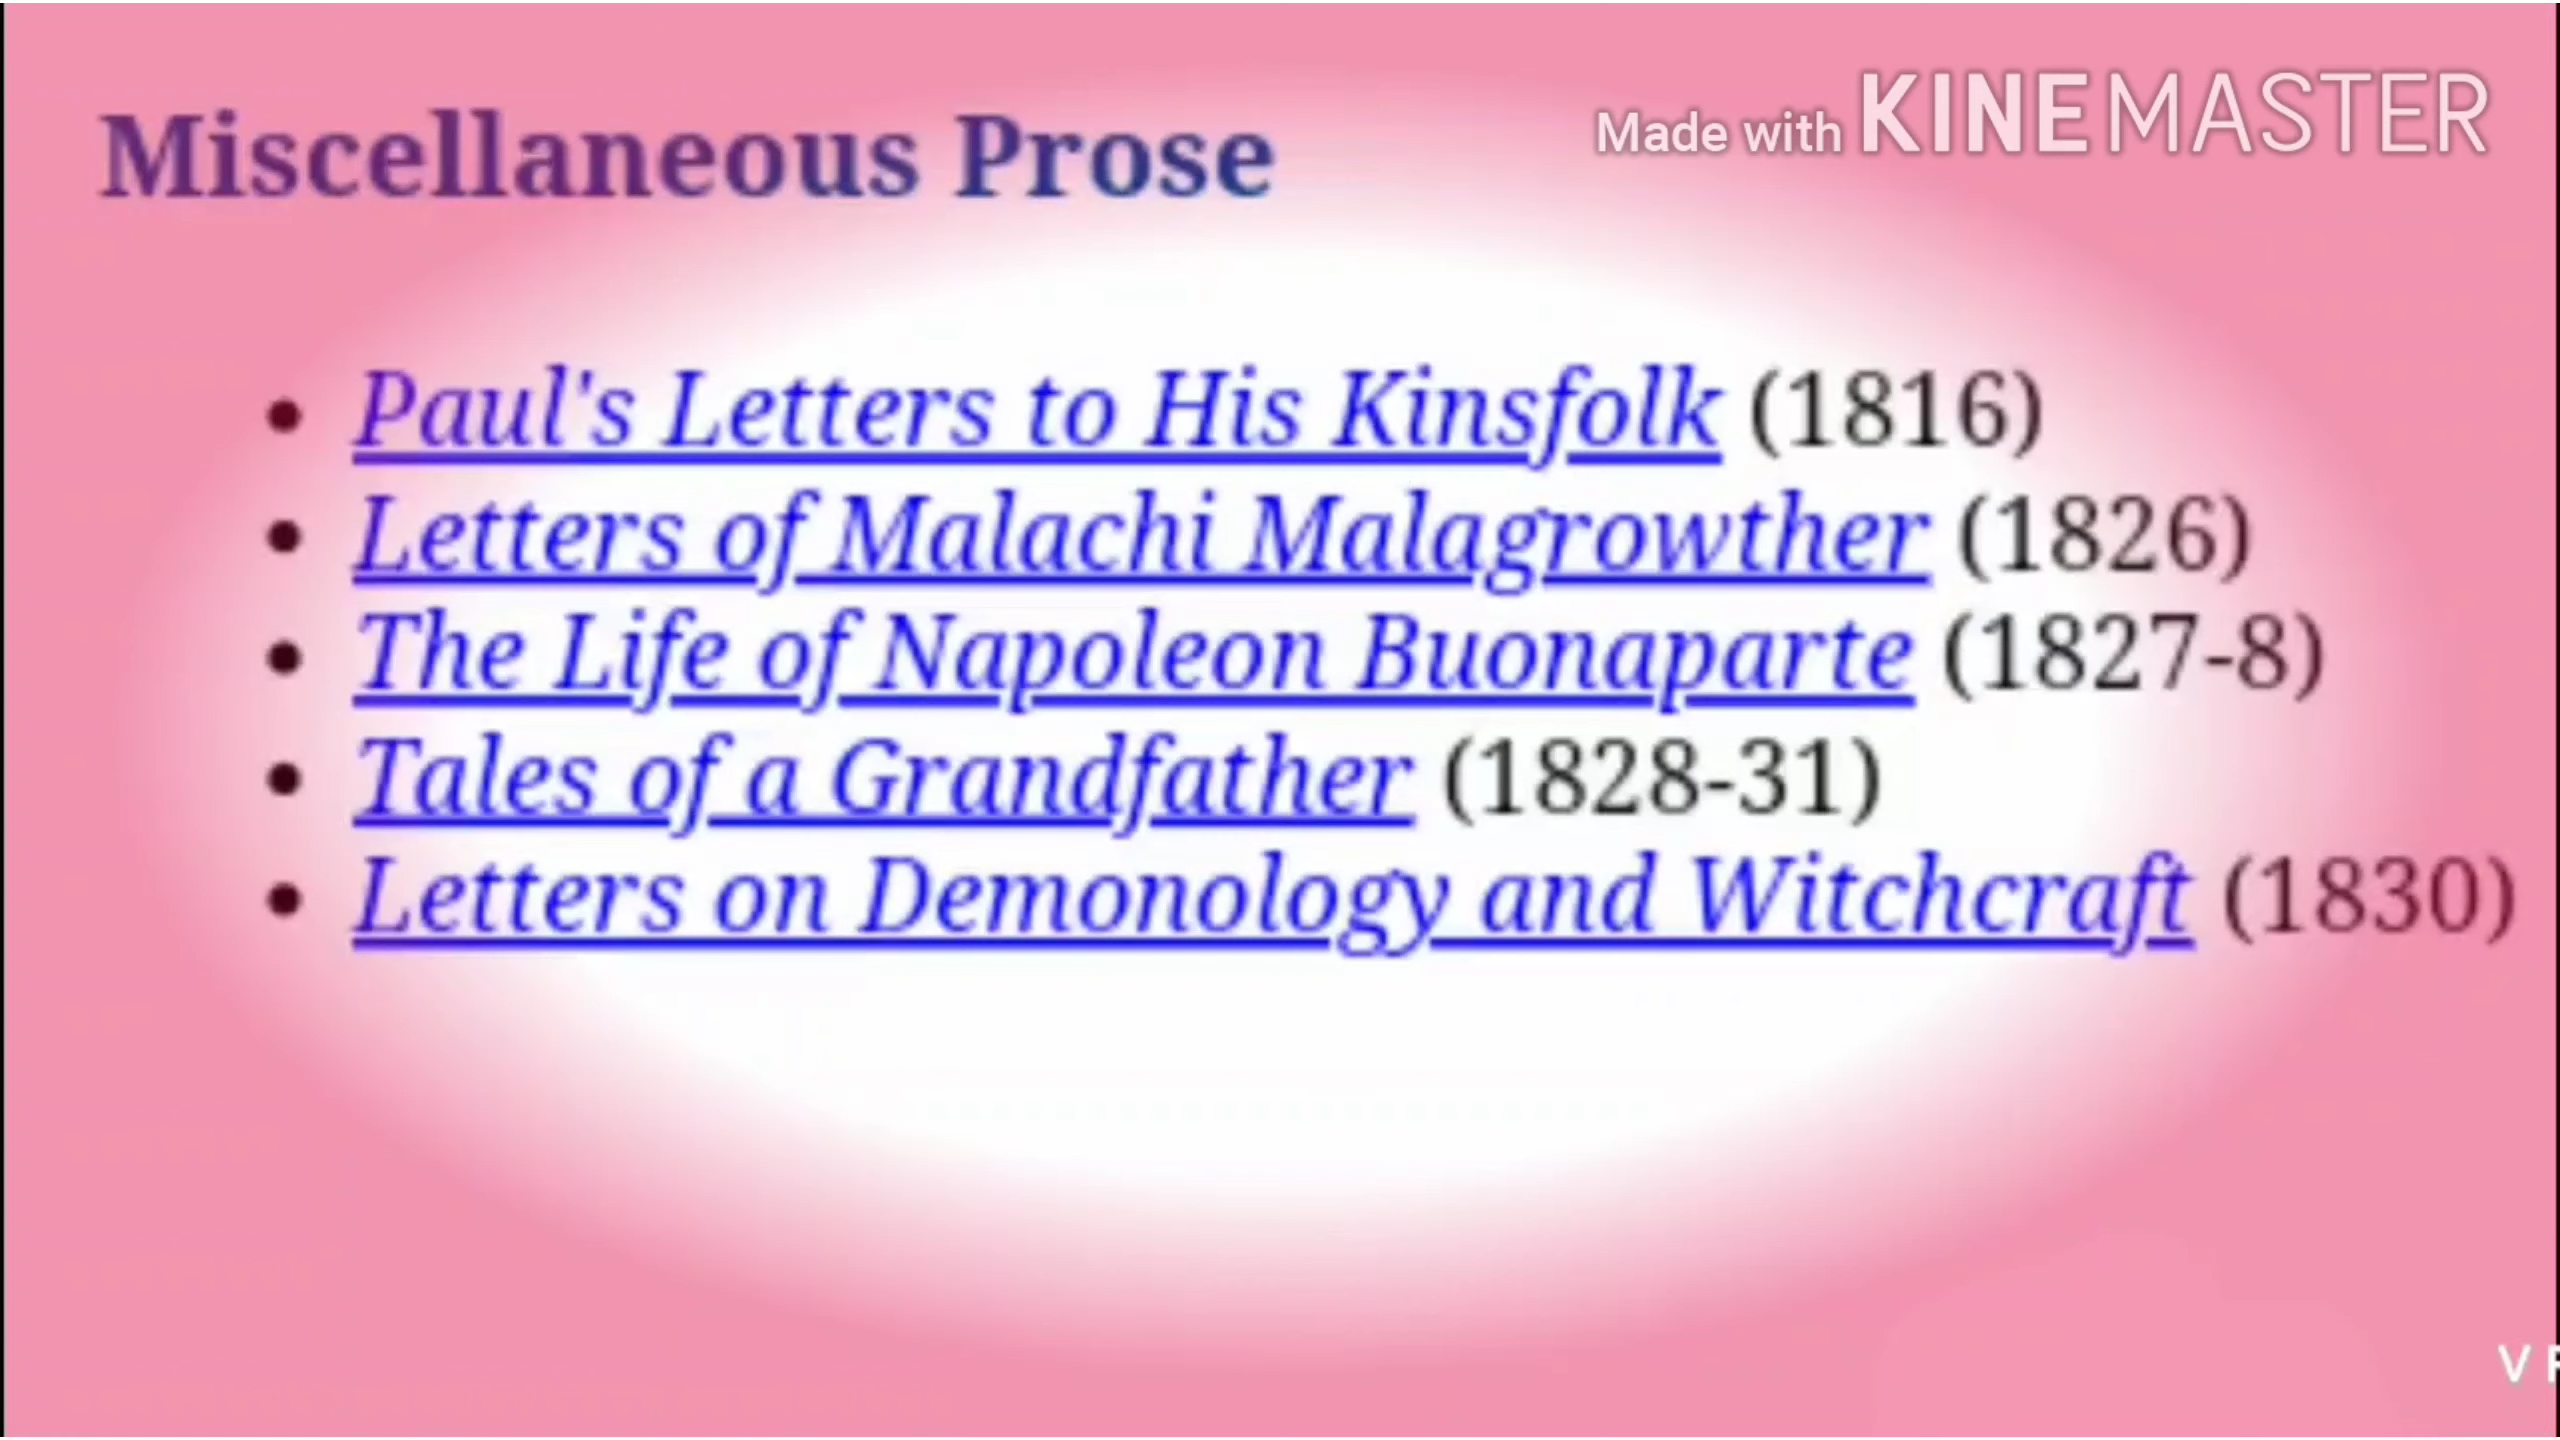 Made with KINEMASTER
Miscellaneous Prose
• Paul's Letters to His Kinsfolk (1816)
• Letters of Malachi Malagrowther (1826)
• The Life of Napoleon Buonaparte (1827-8)
• Tales of a Grandfather (1828-31)
• Letters on Demonology and Witchcraft (1830)
V